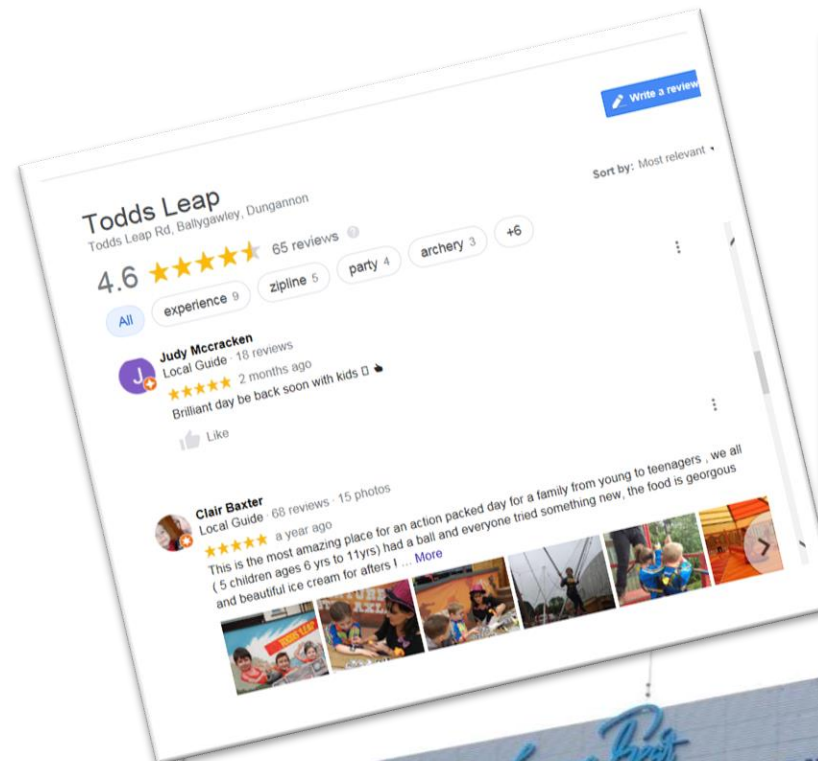 Write a review
Todds Leap
Todds Leap Rd, Ballygawley, Dungannon
Sort by: Most relevant
4.6 65 reviews
All experience 9 zipline 5 party 4 archery 3 +6
J
Judy Mccracken
Local Guide · 18 reviews
2 months ago
Brilliant day be back soon with kids
Like
Clair Baxter
Local Guide · 68 reviews · 15 photos
a year ago
This is the most amazing place for an action packed day for a family from young to teenagers , we all
( 5 children ages 6 yrs to 11yrs) had a ball and everyone tried something new, the food is georgous
and beautiful ice cream for afters ! ... More
TODDS LEAP
Best